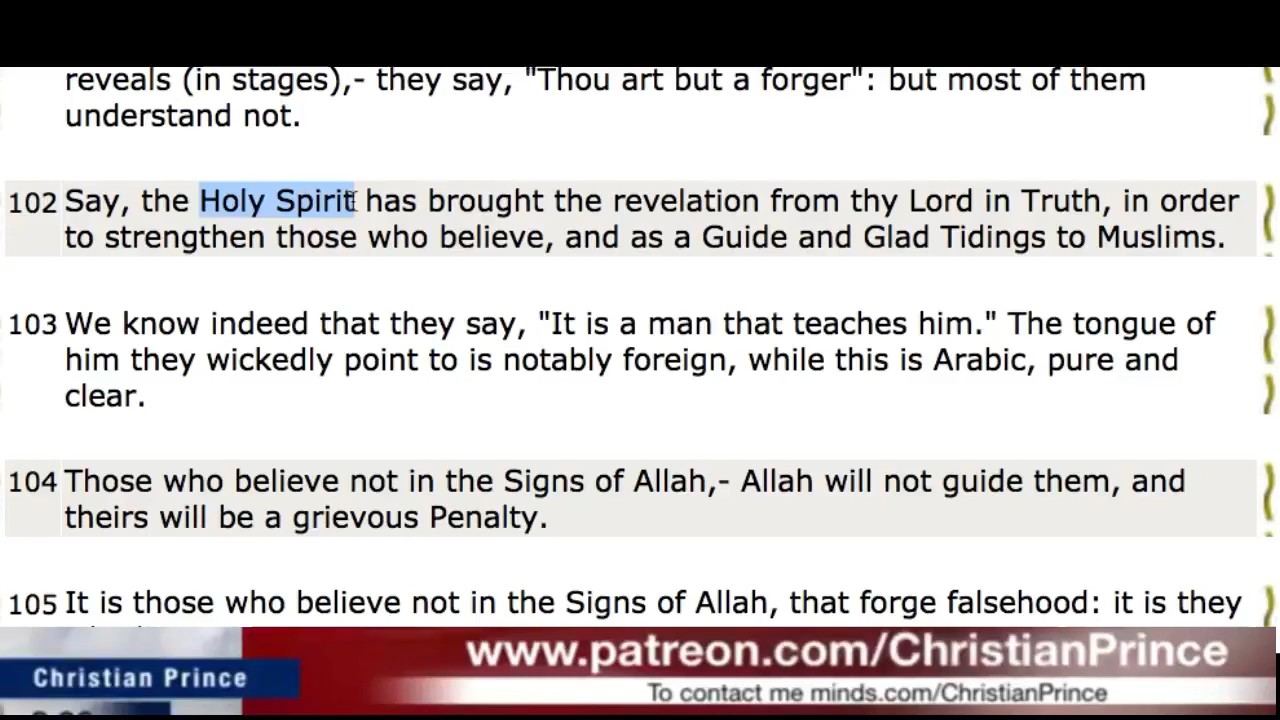 reveals (in stages),- they say, "Thou art but a forger": but most of them
understand not.
102 Say, the Holy Spirit has brought the revelation from thy Lord in Truth, in order
to strengthen those who believe, and as a Guide and Glad Tidings to Muslims.
103 We know indeed that they say, "It is a man that teaches him." The tongue of
him they wickedly point to is notably foreign, while this is Arabic, pure and
clear.
104 Those who believe not in the Signs of Allah,- Allah will not guide them, and
theirs will be a grievous Penalty.
105 It is those who believe not in the Signs of Allah, that forge falsehood: it is they
www.patreon.com/ChristianPrince
Christian Prince
To contact me minds.com/ChristianPrince